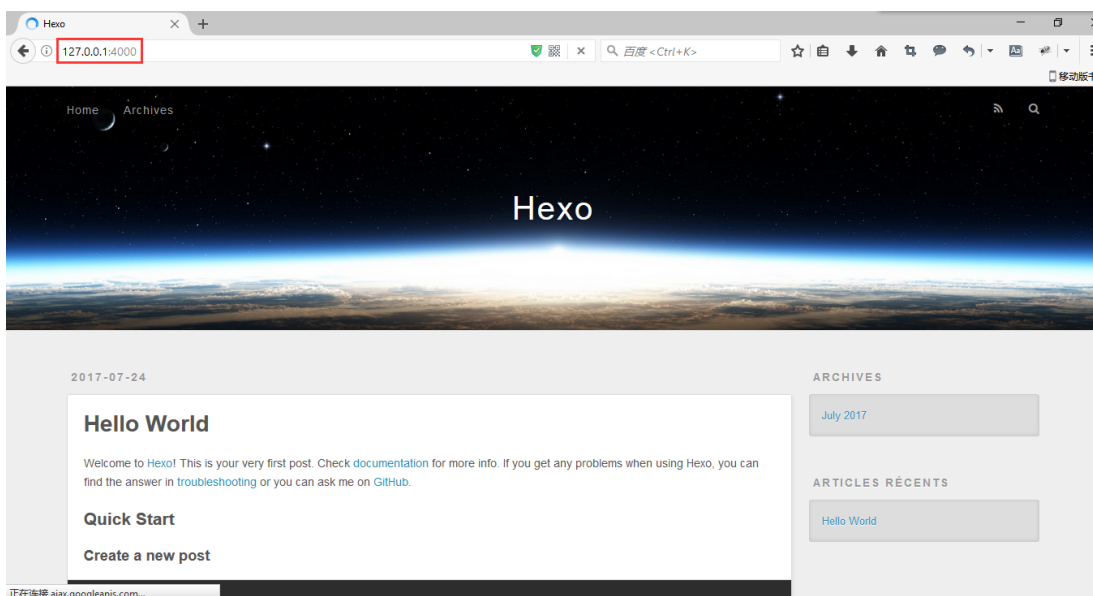 Hexo
127.0.0.1:4000
百度 <Ctrl+K>
移动版书
Home Archives
Hexo
2017-07-24
ARCHIVES
Hello World
July 2017
Welcome to Hexo! This is your very first post. Check documentation for more info. If you get any problems when using Hexo, you can
find the answer in troubleshooting or you can ask me on GitHub.
ARTICLES RÉCENTS
Quick Start
Hello World
Create a new post
正在连接 ajax.googleapis.com...